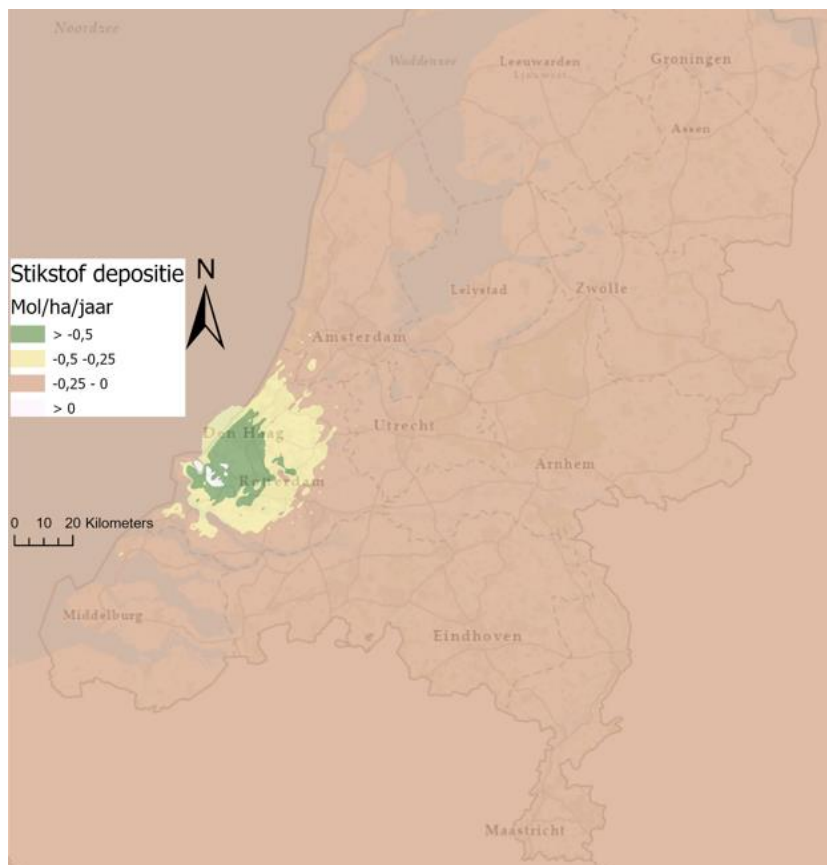 Noordzee
Waddenzee
Leeuwarden
Ljouwert
Groningen
Assen
Stikstof depositie
N
Mol/ha/jaar
> -0,5
-0,5 -0,25
-0,25 - 0
> 0
Lelystad
Zwolle
Amsterdam
Den Haag
Utrecht
Rotterdam
Arnhem
0 10 20 Kilometers
Middelburg
Eindhoven
Maastricht